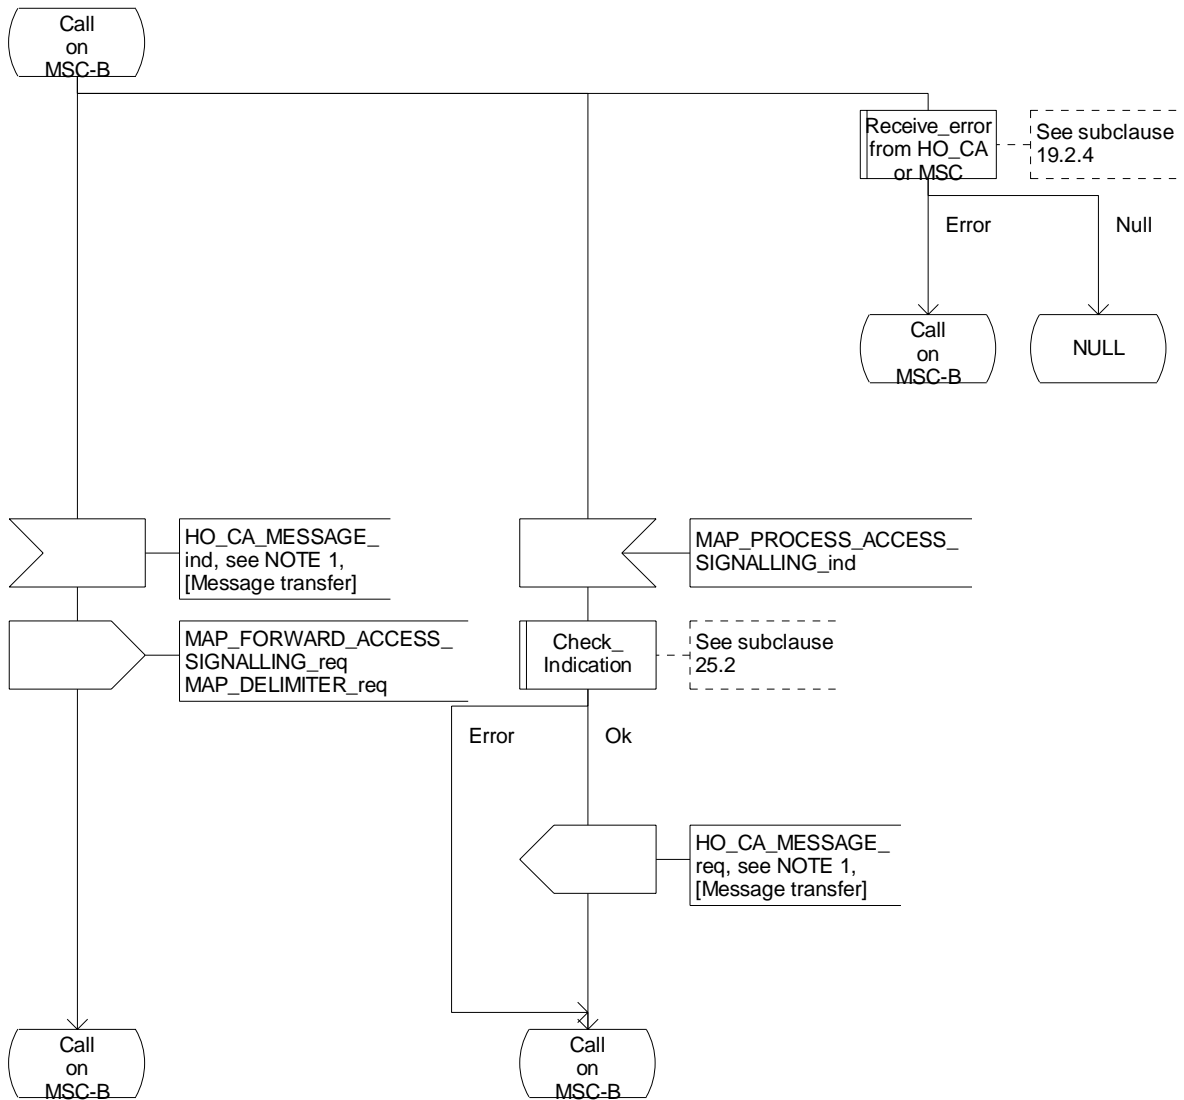 Call
on
MSC-B
Receive_error
from HO_CA
or MSC
See subclause
19.2.4
Error
Null
Call
on
MSC-B
NULL
HO_CA_MESSAGE_
ind, see NOTE 1,
[Message transfer]
MAP_PROCESS_ACCESS_
SIGNALLING_ind
MAP_FORWARD_ACCESS_
SIGNALLING_req
MAP_DELIMITER_req
Check_
Indication
See subclause
25.2
Error
Ok
HO_CA_MESSAGE_
req, see NOTE 1,
[Message transfer]
Call
on
MSC-B
Call
on
MSC-B